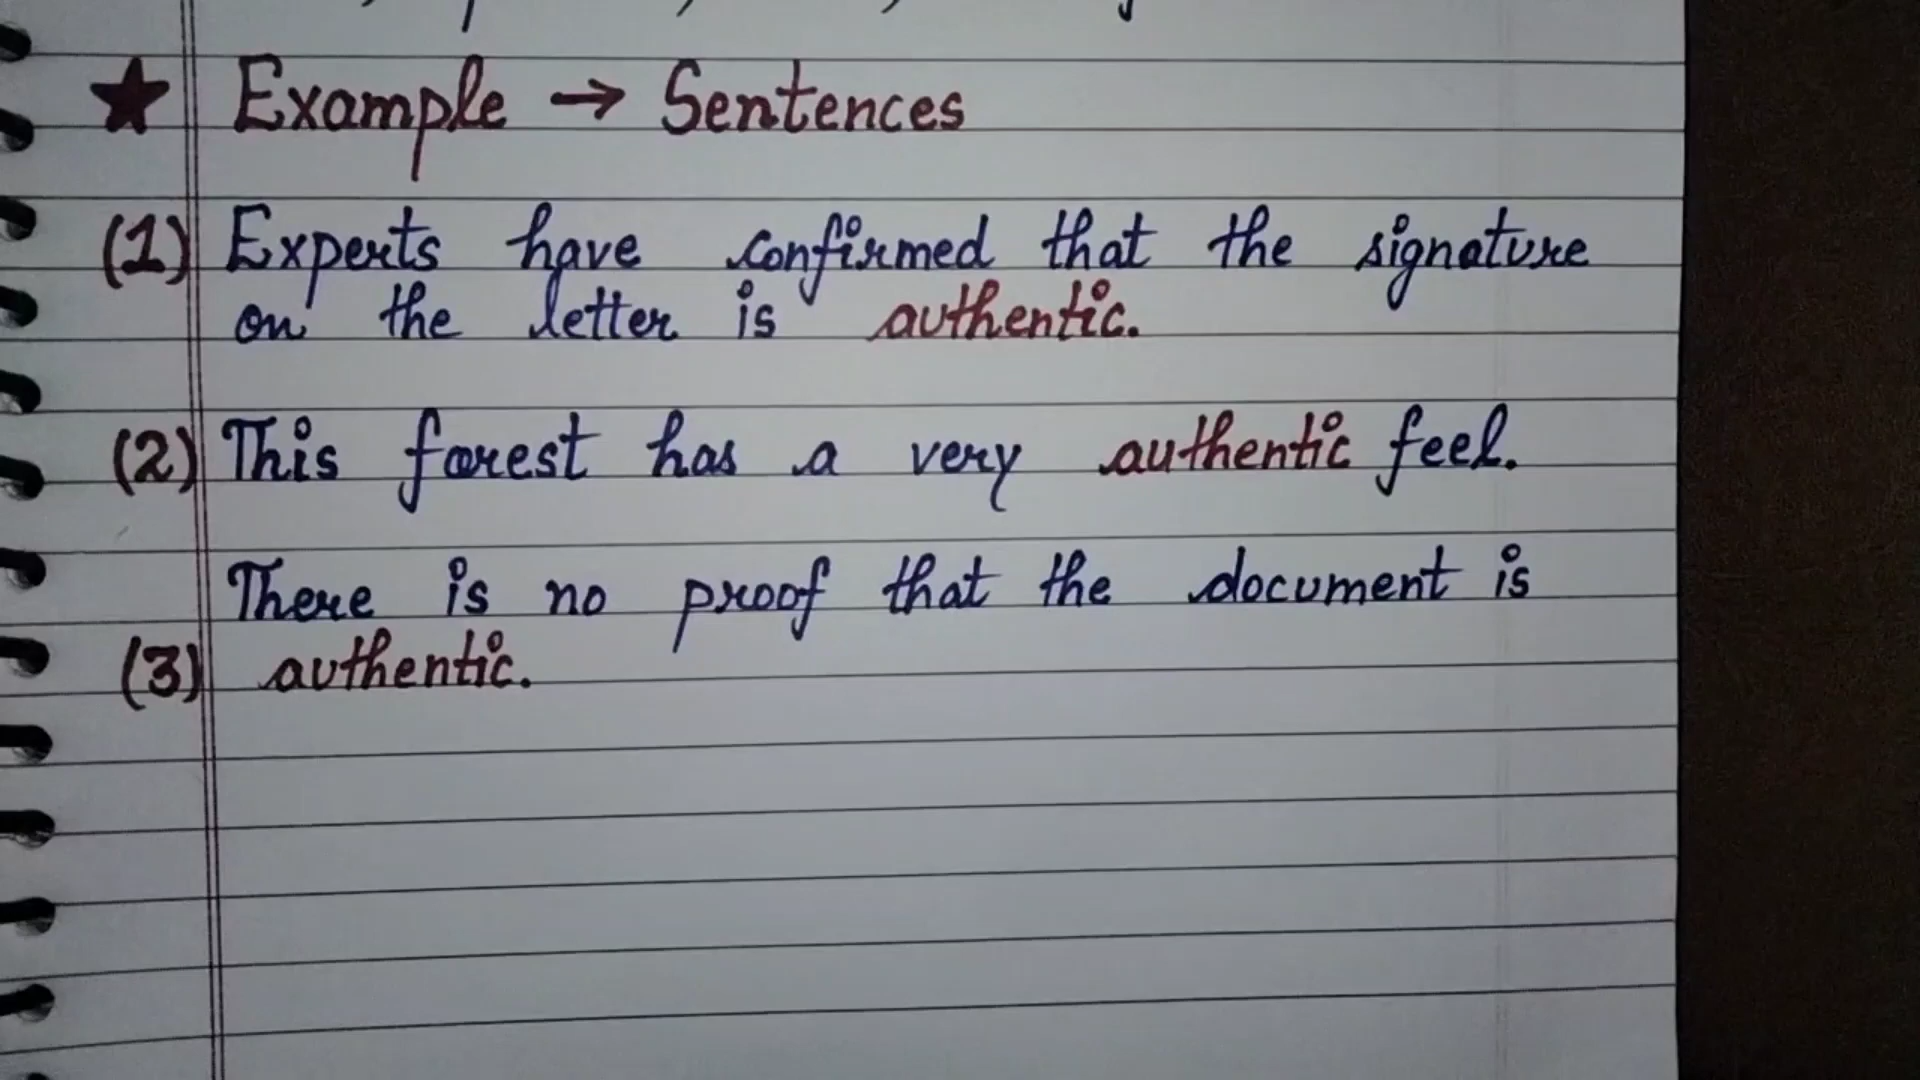 ★ Example → Sentences
(1) Experts have confirmed that the signature
on the letter is authentic.
(2) This forest has a very authentic feel.
There is no proof that the document is
(3) authentic.